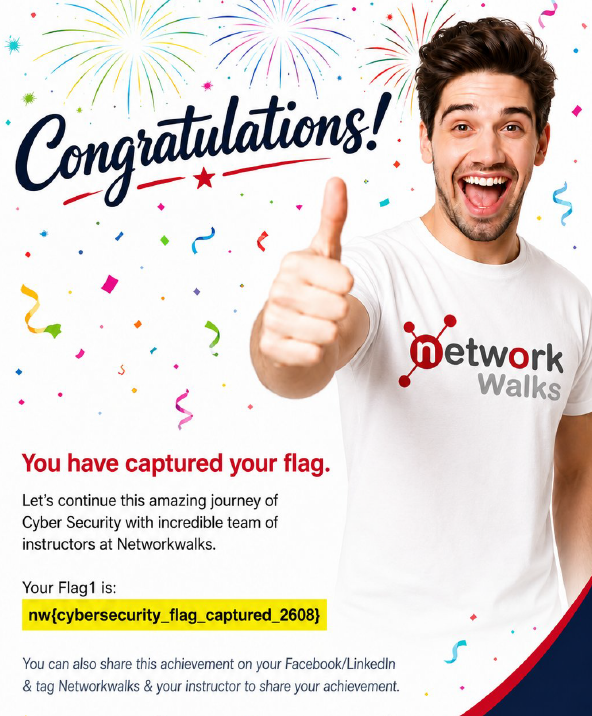 Congratulations!
network
walks
You have captured your flag.
Let's continue this amazing journey of
Cyber Security with incredible team of
instructors at Networkwalks.
Your Flag1 is:
nw{cybersecurity_flag_captured_2608}
You can also share this achievement on your Facebook/LinkedIn
& tag Networkwalks & your instructor to share your achievement.